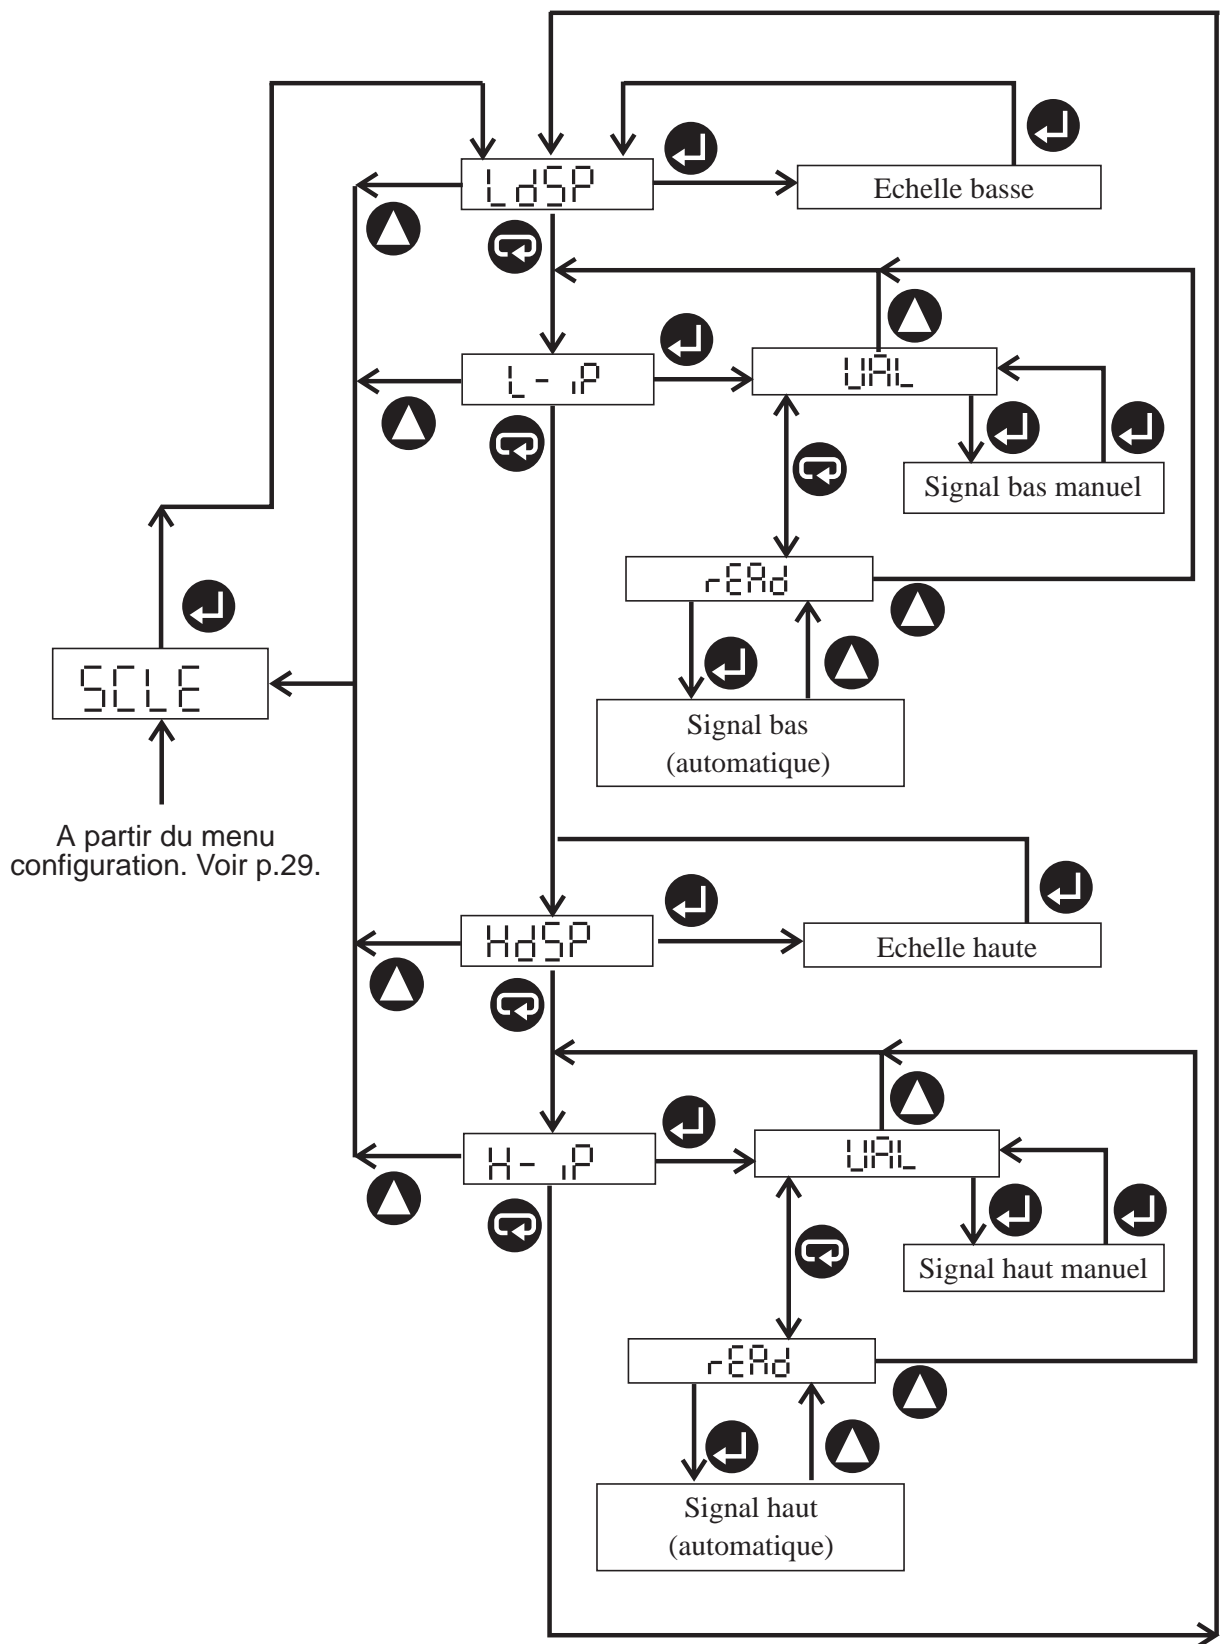 LdSP
Echelle basse
L-iP
UAL
Signal bas manuel
rEAd
SCLE
Signal bas
(automatique)
A partir du menu
configuration. Voir p.29.
HdSP
Echelle haute
H-iP
UAL
Signal haut manuel
rEAd
Signal haut
(automatique)